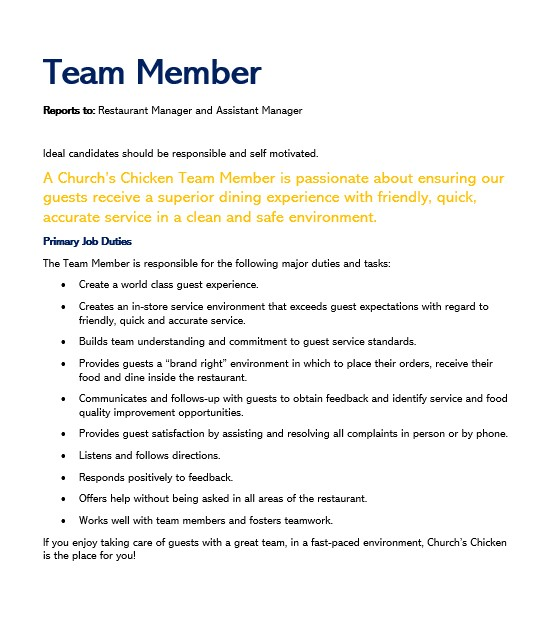 Team Member
Reports to: Restaurant Manager and Assistant Manager
Ideal candidates should be responsible and self motivated.
A Church's Chicken Team Member is passionate about ensuring our
guests receive a superior dining experience with friendly, quick,
accurate service in a clean and safe environment.
Primary Job Duties
The Team Member is responsible for the following major duties and tasks:
• Create a world class guest experience.
• Creates an in-store service environment that exceeds guest expectations with regard to
friendly, quick and accurate service.
• Builds team understanding and commitment to guest service standards.
• Provides guests a “brand right” environment in which to place their orders, receive their
food and dine inside the restaurant.
• Communicates and follows-up with guests to obtain feedback and identify service and food
quality improvement opportunities.
• Provides guest satisfaction by assisting and resolving all complaints in person or by phone.
• Listens and follows directions.
• Responds positively to feedback.
• Offers help without being asked in all areas of the restaurant.
• Works well with team members and fosters teamwork.
If you enjoy taking care of guests with a great team, in a fast-paced environment, Church's Chicken
is the place for you!